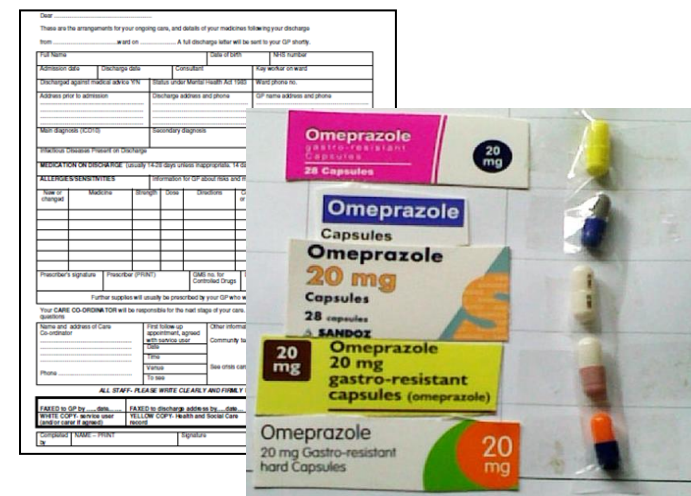 Dear
These are the arrangements for your ongoing care, and details of your medicines following your discharge
from ward on A full discharge letter will be sent to your GP shortly.
Full Name Date of birth NHS number
Admission date Discharge date Consultant Key worker on ward
Discharged against medical advice Y/N Status under Mental Health Act 1983 Ward phone no.
Address prior to admission Discharge address and phone GP name address and phone
Main diagnosis (ICD10) Secondary diagnosis
Infectious Diseases Present on Discharge
MEDICATION ON DISCHARGE (usually 14-28 days unless inappropriate. 14 da
ALLERGIES/SENSITIVITIES Information for GP about risks and
New or changed Medicine Strength Dose Directions
Prescriber's signature Prescriber (PRINT) GMS no. for Controlled Drugs
Further supplies will usually be prescribed by your GP who
Your CARE CO-ORDINATOR will be responsible for the next stage of your care.
questions
Name and address of Care Co-ordinator First follow up appointment, agreed with service user Other informa
Date Community te
Time
Venue See crisis car
Phone To see
ALL STAFF- PLEASE WRITE CLEARLY AND FIRMLY
FAXED to GP by date FAXED to discharge address by date
WHITE COPY- service user (and/or carer if agreed) YELLOW COPY- Health and Social Care record
Completed by NAME – PRINT Signature
Omeprazole
gastro-resistant
Capsules
28 Capsules
20 mg
Omeprazole
Capsules
Omeprazole
20 mg
Capsules
28 capsules
SANDOZ
20 mg
Omeprazole
20 mg
gastro-resistant
capsules (omeprazole)
Omeprazole
20 mg Gastro-resistant
hard Capsules
20 mg